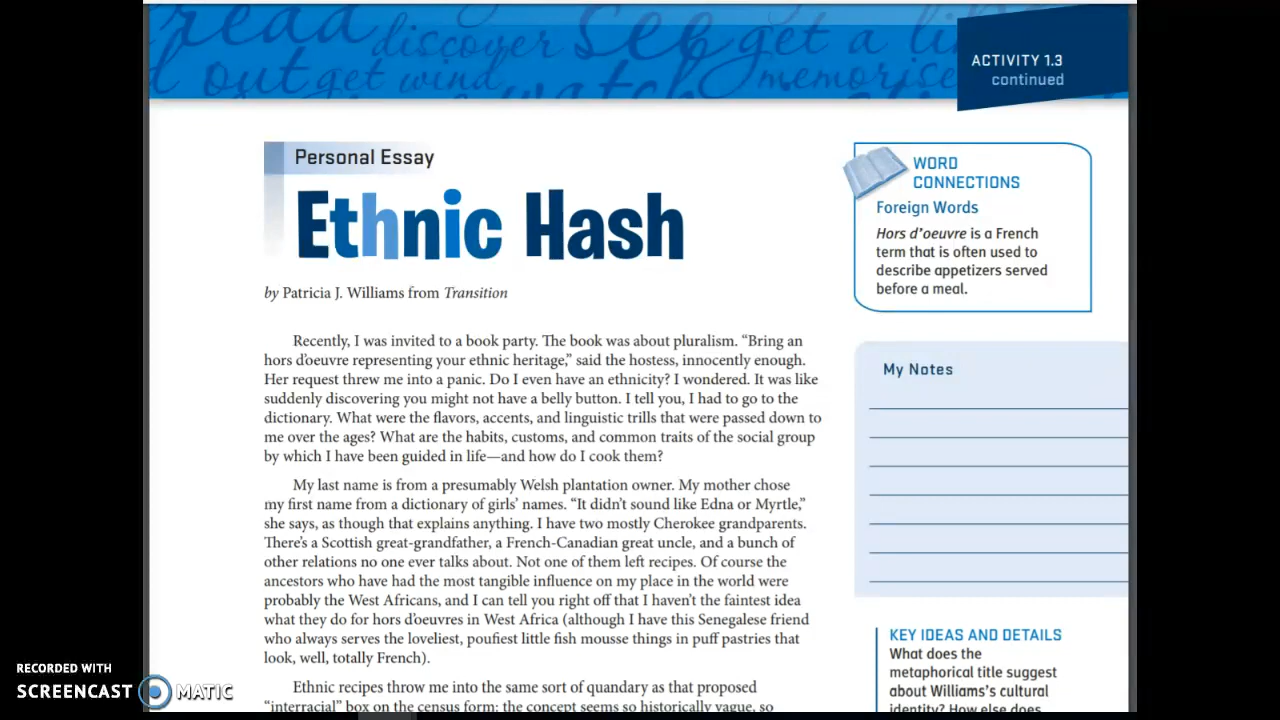 ACTIVITY 1.3
continued
Personal Essay
Ethnic Hash
by Patricia J. Williams from Transition
Recently, I was invited to a book party. The book was about pluralism. “Bring an
hors d’oeuvre representing your ethnic heritage,” said the hostess, innocently enough.
Her request threw me into a panic. Do I even have an ethnicity? I wondered. It was like
suddenly discovering you might not have a belly button. I tell you, I had to go to the
dictionary. What were the flavors, accents, and linguistic trills that were passed down to
me over the ages? What are the habits, customs, and common traits of the social group
by which I have been guided in life—and how do I cook them?
My last name is from a presumably Welsh plantation owner. My mother chose
my first name from a dictionary of girls’ names. “It didn’t sound like Edna or Myrtle,”
she says, as though that explains anything. I have two mostly Cherokee grandparents.
There’s a Scottish great-grandfather, a French-Canadian great uncle, and a bunch of
other relations no one ever talks about. Not one of them left recipes. Of course the
ancestors who have had the most tangible influence on my place in the world were
probably the West Africans, and I can tell you right off that I haven’t the faintest idea
what they do for hors d’oeuvres in West Africa (although I have this Senegalese friend
who always serves the loveliest, poufiest little fish mousse things in puff pastries that
look, well, totally French).
Ethnic recipes throw me into the same sort of quandary as that proposed
“interracial” box on the census form: the concept seems so historically vague, so
WORD
CONNECTIONS
Foreign Words
Hors d’oeuvre is a French
term that is often used to
describe appetizers served
before a meal.
My Notes
KEY IDEAS AND DETAILS
What does the
metaphorical title suggest
about Williams’s cultural
identity? How else does
read discover get a li
out get wind watch memorise
RECORDED WITH
SCREENCAST MATIC